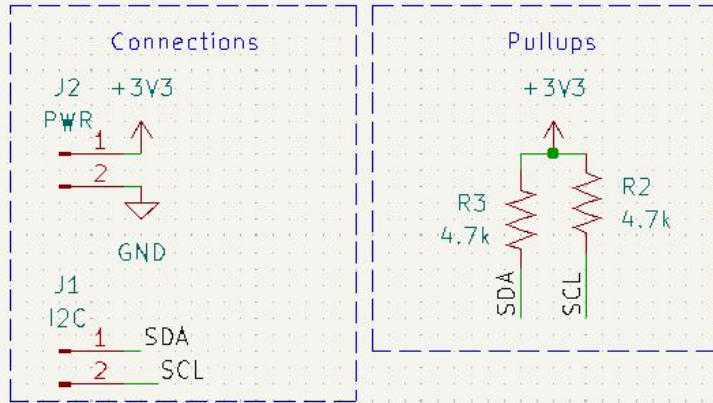 Connections
J2 +3V3
PWR
1
2
GND
J1
I2C
1 SDA
2 SCL
Pullups
+3V3
R3
4.7k
R2
4.7k
SDA
SCL